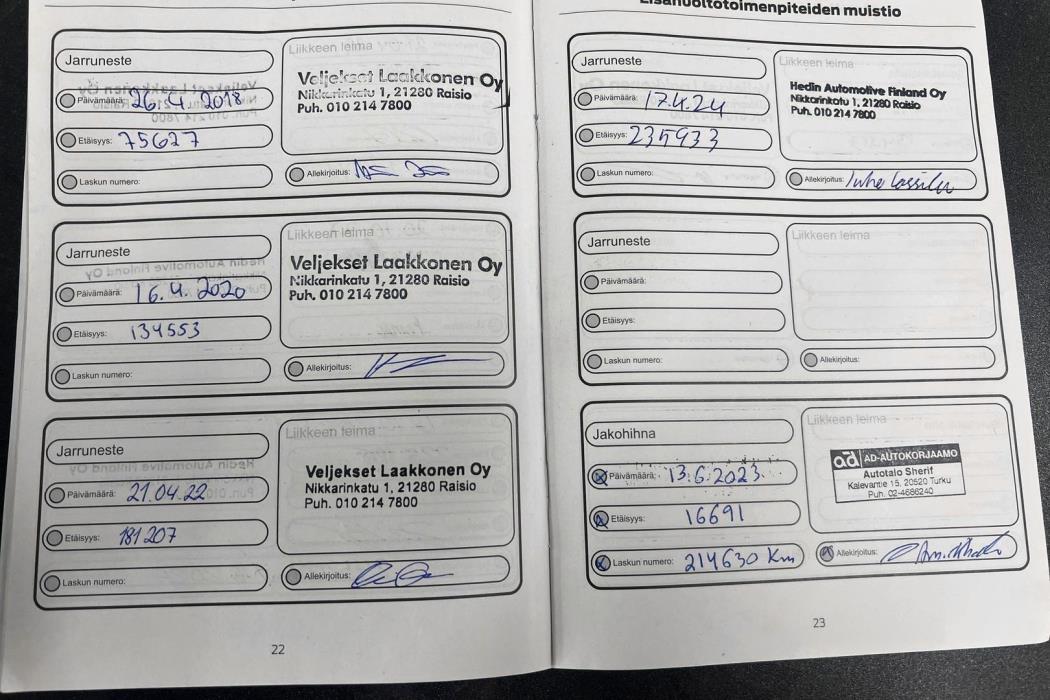 Lisähuoltotoimenpiteiden muistio
Jarruneste
Päivämäärä: 26.4. 2018
Etäisyys: 75627
Laskun numero:
Liikkeen leima
Veljekset Laakkonen Oy
Nikkarinkatu 1, 21280 Raisio
Puh. 010 214 7800
Allekirjoitus:
Jarruneste
Päivämäärä: 16.4. 2020
Etäisyys: 134553
Laskun numero:
Liikkeen leima
Veljekset Laakkonen Oy
Nikkarinkatu 1, 21280 Raisio
Puh. 010 214 7800
Allekirjoitus:
Jarruneste
Päivämäärä: 21.04.22
Etäisyys: 181207
Laskun numero:
Liikkeen leima
Veljekset Laakkonen Oy
Nikkarinkatu 1, 21280 Raisio
Puh. 010 214 7800
Allekirjoitus:
22
Jarruneste
Päivämäärä: 17.4.24
Etäisyys: 235933
Laskun numero:
Liikkeen leima
Hedin Automotive Finland Oy
Nikkarinkatu 1, 21280 Raisio
Puh. 010 214 7800
Allekirjoitus:
Jarruneste
Päivämäärä:
Etäisyys:
Laskun numero:
Liikkeen leima
Allekirjoitus:
Jakohihna
Päivämäärä: 13.6.2023
Etäisyys: 16691
Laskun numero: 214630 Km
Liikkeen leima
ad AD-AUTOKORJAAMO
Autotalo Sherif
Kalevantie 15, 20520 Turku
Puh. 02-4686240
Allekirjoitus:
23